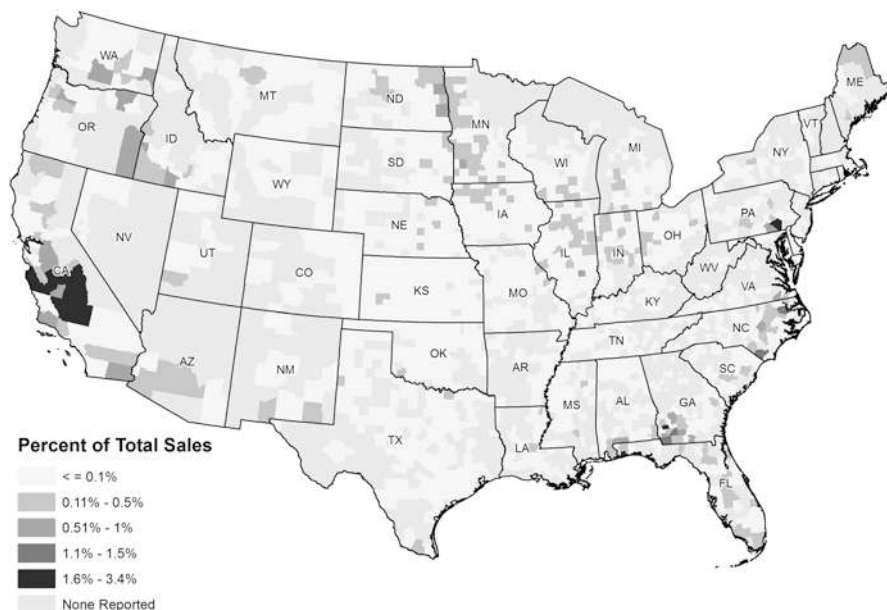 WA
MT
ND
MN
ME
OR
ID
SD
WI
MI
VT
NY
WY
IA
PA
NE
NV
UT
CO
CA
IL
IN
OH
WV
VA
KS
MO
KY
NC
TN
AZ
NM
OK
AR
SC
MS
AL
GA
TX
LA
FL
Percent of Total Sales
< = 0.1%
0.11% - 0.5%
0.51% - 1%
1.1% - 1.5%
1.6% - 3.4%
None Reported